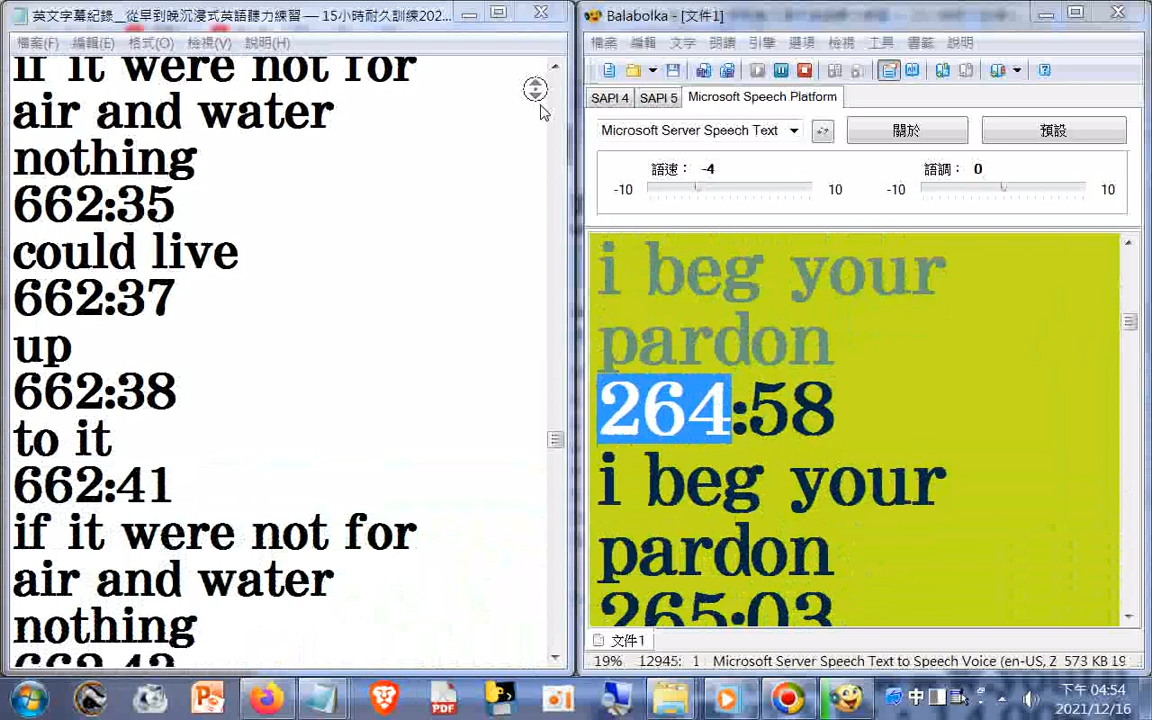 英文字幕紀錄__從早到晚沉浸式英語聽力練習 — 15小時耐久訓練202...
檔案(F) 編輯(E) 格式(O) 檢視(V) 說明(H)
if it were not for
air and water
nothing
662:35
could live
662:37
up
662:38
to it
662:41
if it were not for
air and water
nothing
Balabolka - [文件1]
檔案 編輯 文字 朗讀 引擎 選項 檢視 工具 書籤 說明
SAPI 4 SAPI 5 Microsoft Speech Platform
Microsoft Server Speech Text 關於 預設
語速： -4 語調： 0
-10 10 -10 10
i beg your
pardon
264:58
i beg your
pardon
265:03
文件1
19% 12945: 1 Microsoft Server Speech Text to Speech Voice (en-US, Z 573 KB 19
PDF 中 下午 04:54
2021/12/16